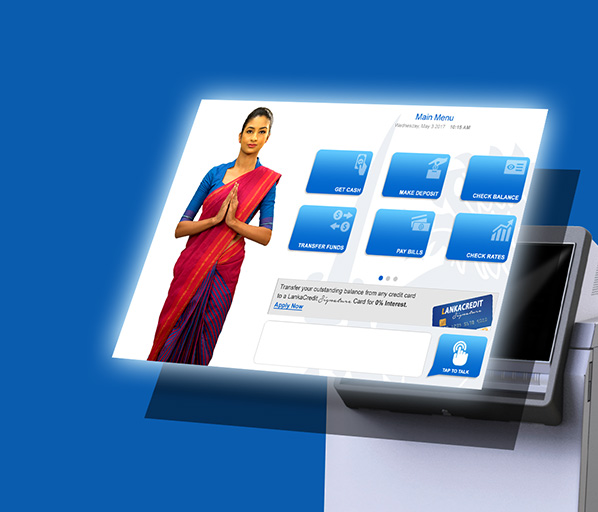 Main Menu
Wednesday, May 3 2017 10:15 AM
GET CASH
MAKE DEPOSIT
CHECK BALANCE
TRANSFER FUNDS
PAY BILLS
CHECK RATES
Transfer your outstanding balance from any credit card
to a LankaCredit Signature Card for 0% Interest.
Apply Now
LANKACREDIT
Signature
TAP TO TALK